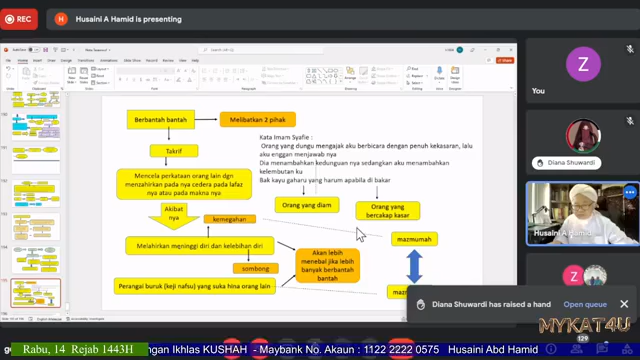 REC
H
Husaini A Hamid is presenting
Berbantah bantah
Melibatkan 2 pihak
Takrif
Mencela perkataan orang lain dgn
menzahirkan pada nya cedera pada lafaz
nya atau pada makna nya.
Akibat
nya
kemegahan
Melahirkan meninggi diri dan kelebihan diri
sombong
Perangai buruk (keji nafsu) yang suka hina orang lain
Akan lebih
menebal jika lebih
banyak berbantah
bantah
Kata Imam Syafie :
Orang yang dungu mengajak aku berbicara dengan penuh kekasaran, lalu
aku enggan menjawab nya
Dia menambahkan kedunguan nya sedangkan aku menambahkan
kelembutan ku
Bak kayu gaharu yang harum apabila di bakar
Orang yang diam
Orang yang
bercakap kasar
mazmumah
Z
You
Diana Shuwardi
Husaini A Hamid
Z
129
Diana Shuwardi has raised a hand
Open queue
MYKAT4U
Rabu, 14 Rejab 1443H
ngan Ikhlas KUSHAH - Maybank No. Akaun : 1122 2222 0575 Husaini Abd Hamid